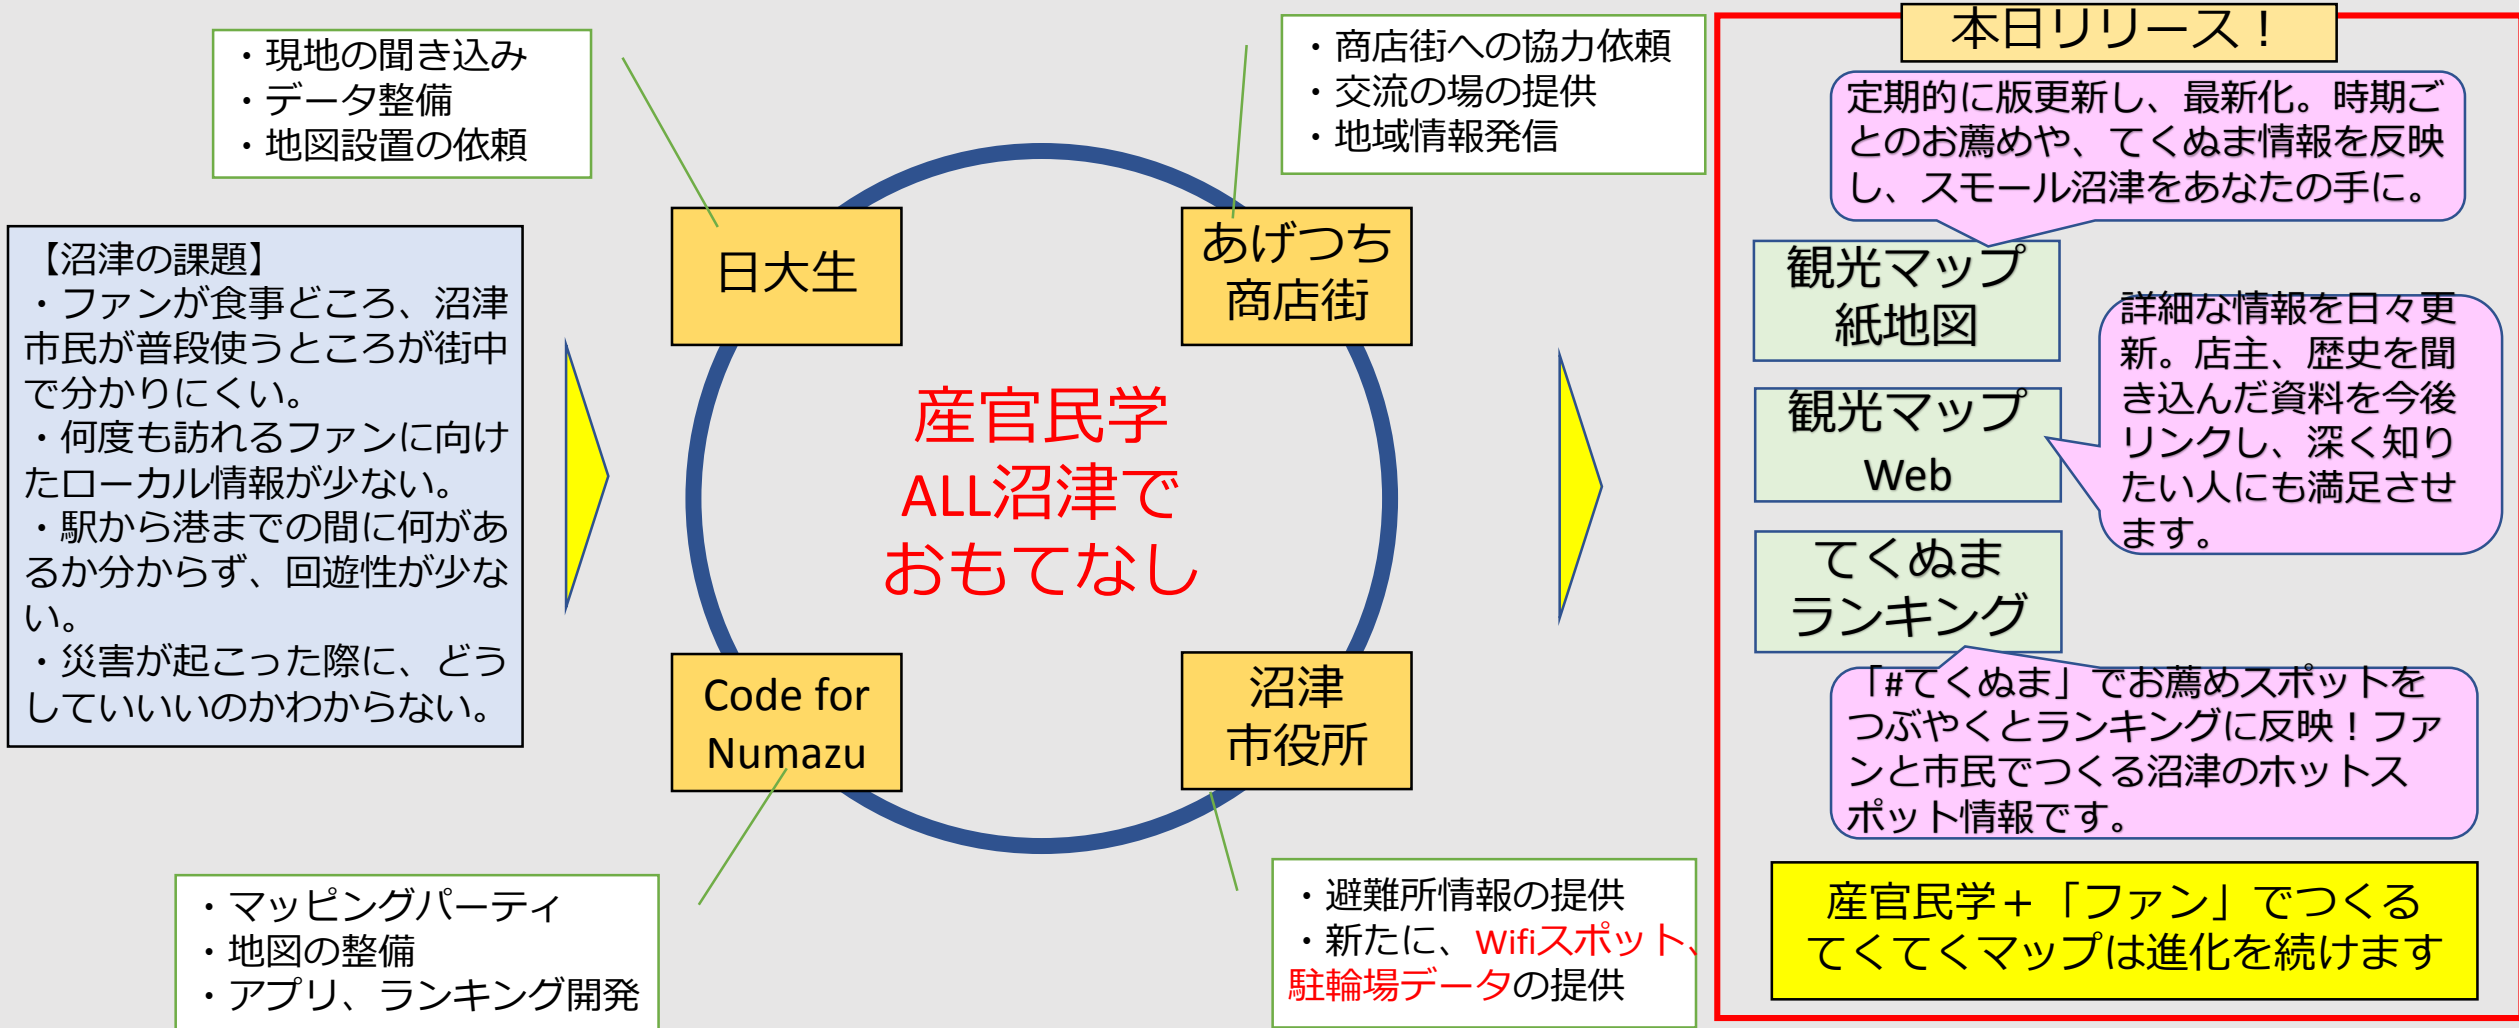 ・現地の聞き込み
・データ整備
・地図設置の依頼
・商店街への協力依頼
・交流の場の提供
・地域情報発信
【沼津の課題】
・ファンが食事どころ、沼津
市民が普段使うところが街中
で分かりにくい。
・何度も訪れるファンに向け
たローカル情報が少ない。
・駅から港までの間に何があ
るか分からず、回遊性が少な
い。
・災害が起こった際に、どう
していいいのかわからない。
日大生
あげつち
商店街
産官民学
ALL沼津で
おもてなし
Code for
Numazu
沼津
市役所
・マッピングパーティ
・地図の整備
・アプリ、ランキング開発
・避難所情報の提供
・新たに、Wifiスポット、
駐輪場データの提供
本日リリース！
定期的に版更新し、最新化。時期ご
とのお薦めや、てくぬま情報を反映
し、スモール沼津をあなたの手に。
観光マップ
紙地図
詳細な情報を日々更
新。店主、歴史を聞
き込んだ資料を今後
リンクし、深く知り
たい人にも満足させ
ます。
観光マップ
Web
てくぬま
ランキング
「#てくぬま」でお薦めスポットを
つぶやくとランキングに反映！ファ
ンと市民でつくる沼津のホットス
ポット情報です。
産官民学＋「ファン」でつくる
てくてくマップは進化を続けます